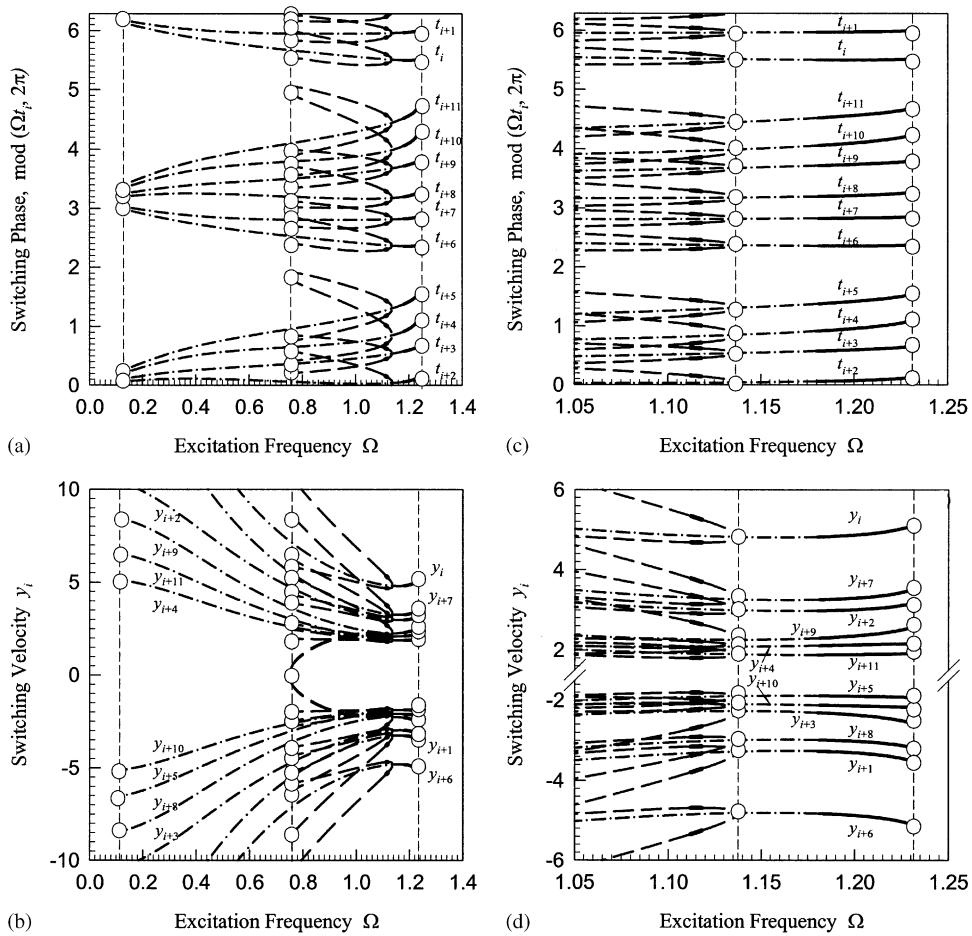 Switching Phase, mod (Ωt_i, 2π)
6
5
4
3
2
1
0
0.0 0.2 0.4 0.6 0.8 1.0 1.2 1.4
t_{i+1}
t_i
t_{i+11}
t_{i+10}
t_{i+9}
t_{i+8}
t_{i+7}
t_{i+6}
t_{i+5}
t_{i+4}
t_{i+3}
t_{i+2}
(a) Excitation Frequency Ω
Switching Phase, mod (Ωt_i, 2π)
6
5
4
3
2
1
0
1.05 1.10 1.15 1.20 1.25
t_{i+1}
t_i
t_{i+11}
t_{i+10}
t_{i+9}
t_{i+8}
t_{i+7}
t_{i+6}
t_{i+5}
t_{i+4}
t_{i+3}
t_{i+2}
(c) Excitation Frequency Ω
Switching Velocity y_i
10
5
0
-5
-10
0.0 0.2 0.4 0.6 0.8 1.0 1.2 1.4
y_{i+2}
y_{i+9}
y_{i+11}
y_{i+4}
y_i
y_{i+7}
y_{i+10}
y_{i+5}
y_{i+8}
y_{i+3}
y_{i+1}
y_{i+6}
(b) Excitation Frequency Ω
Switching Velocity y_i
6
4
2
-2
-4
-6
1.05 1.10 1.15 1.20 1.25
y_i
y_{i+7}
y_{i+2}
y_{i+9}
y_{i+4}
y_{i+11}
y_{i+10}
y_{i+5}
y_{i+3}
y_{i+8}
y_{i+1}
y_{i+6}
(d) Excitation Frequency Ω